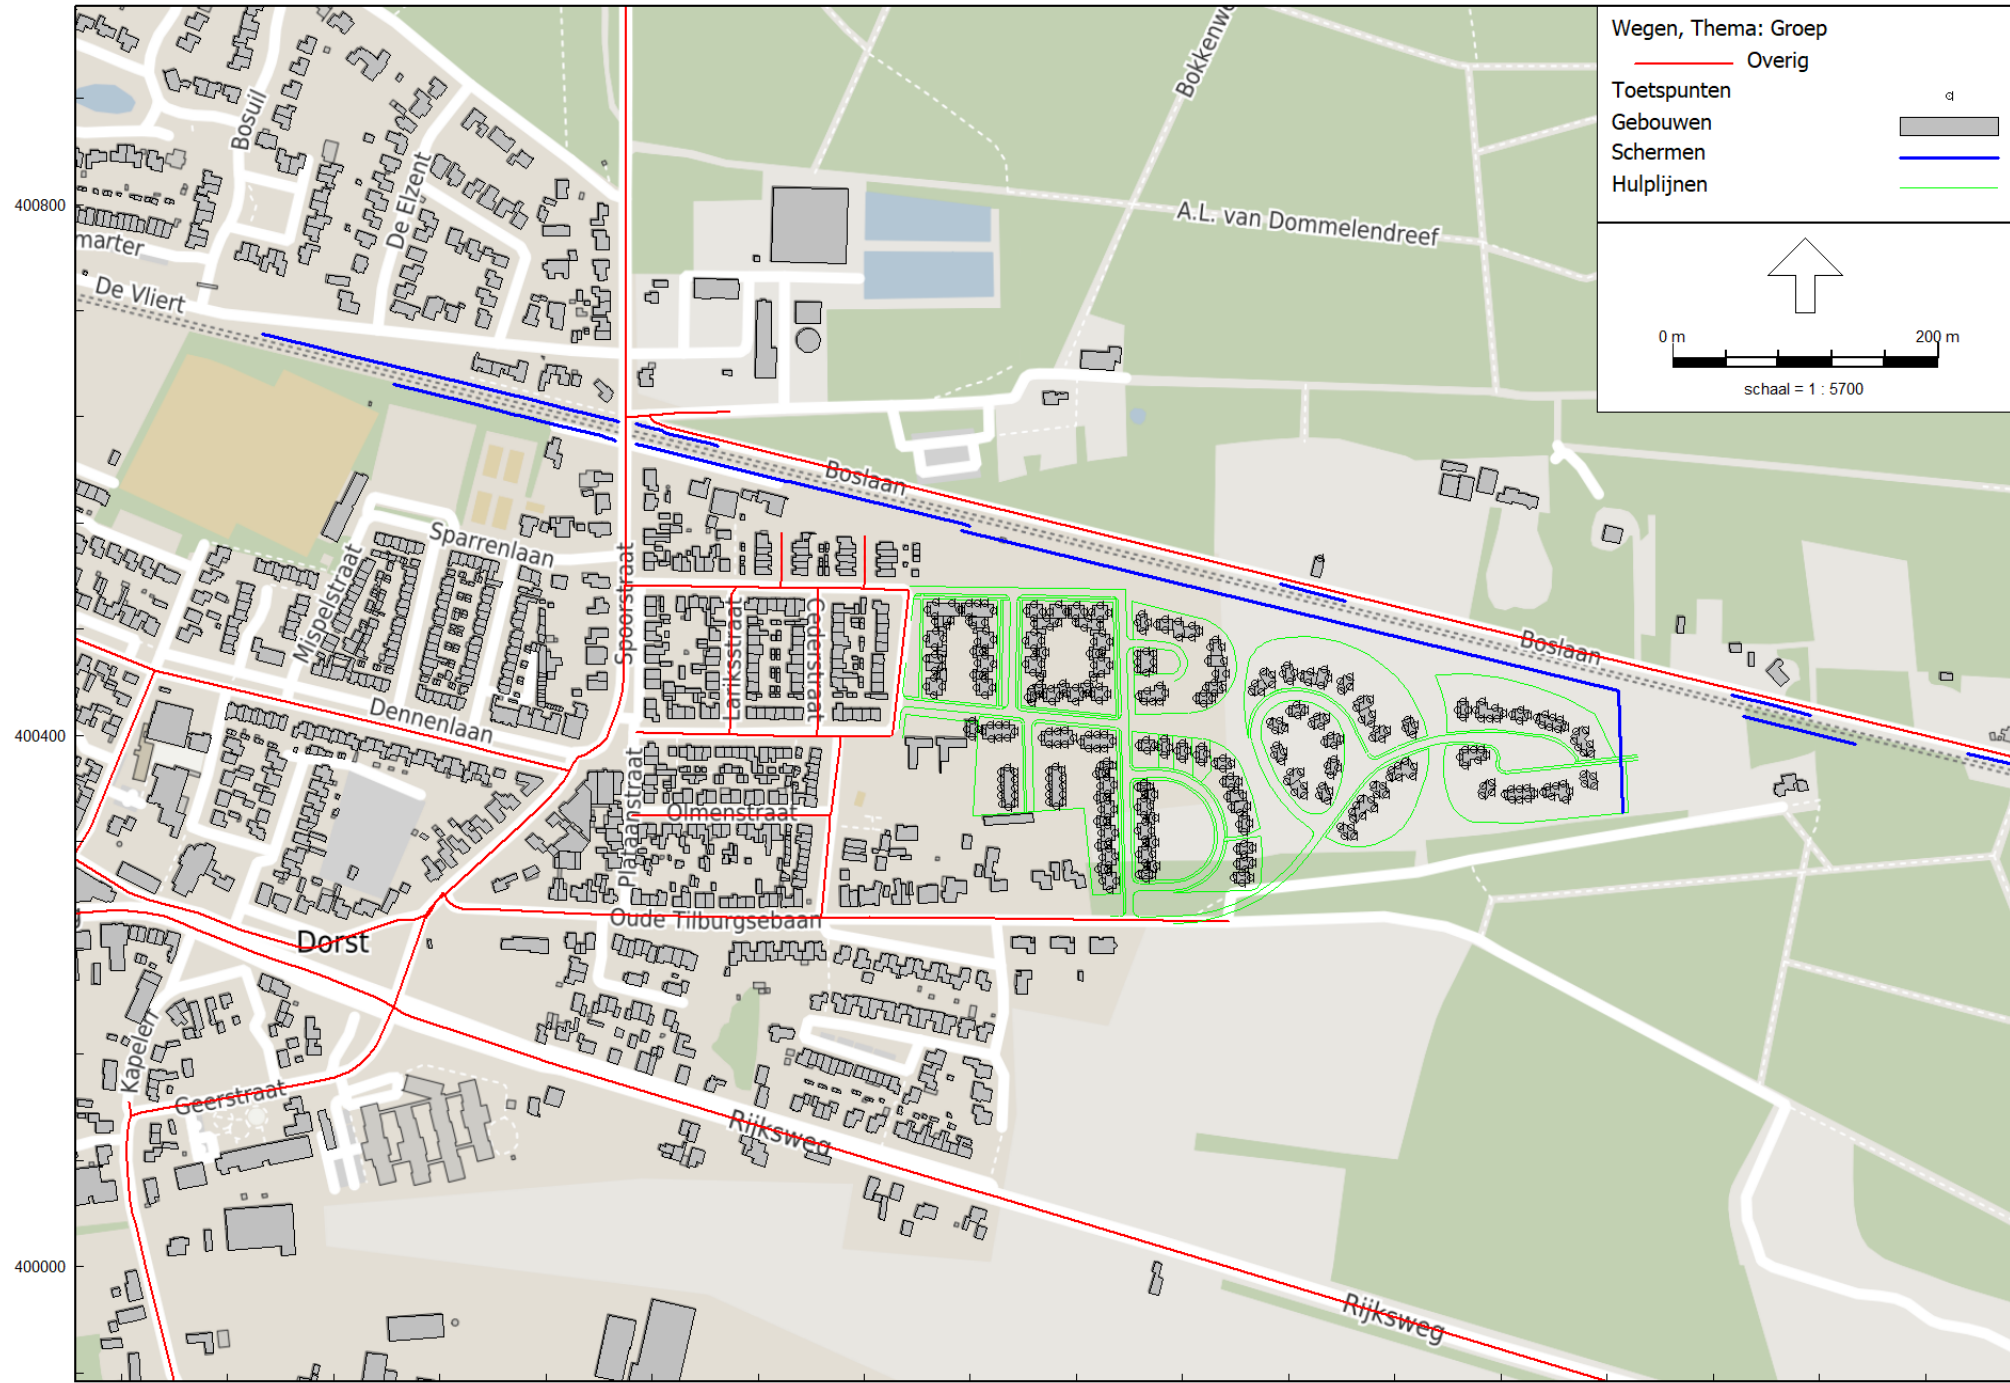 Wegen, Thema: Groep
Overig
Toetspunten
Gebouwen
Schermen
Hulplijnen
0 m
200 m
schaal = 1 : 5700
400800
400400
400000
Bosuil
De Elzent
marter
De Vliert
A.L. van Dommelendreef
Boslaan
Sparrenlaan
Mispelstraat
Spoorstraat
Lariksstraat
Cederstraat
Boslaan
Dennenlaan
Plataanstraat
Olmenstraat
Oude Tilburgsebaan
Dorst
Kapelerf
Geerstraat
Rijksweg
Rijksweg